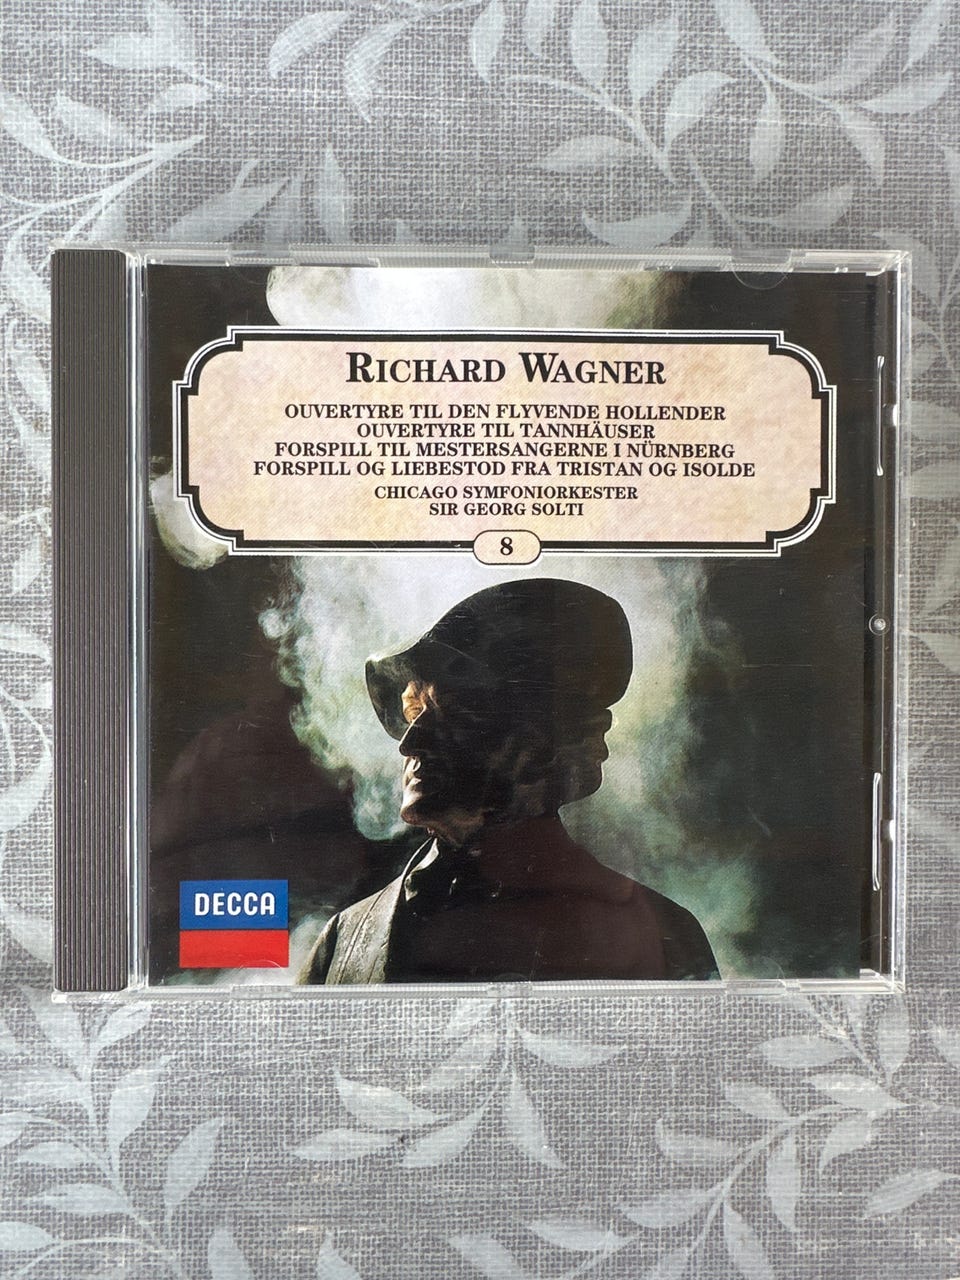 RICHARD WAGNER
OUVERTYRE TIL DEN FLYVENDE HOLLENDER
OUVERTYRE TIL TANNHÄUSER
FORSPILL TIL MESTERSANGERNE I NÜRNBERG
FORSPILL OG LIEBESTOD FRA TRISTAN OG ISOLDE
CHICAGO SYMFONIORKESTER
SIR GEORG SOLTI
8
DECCA